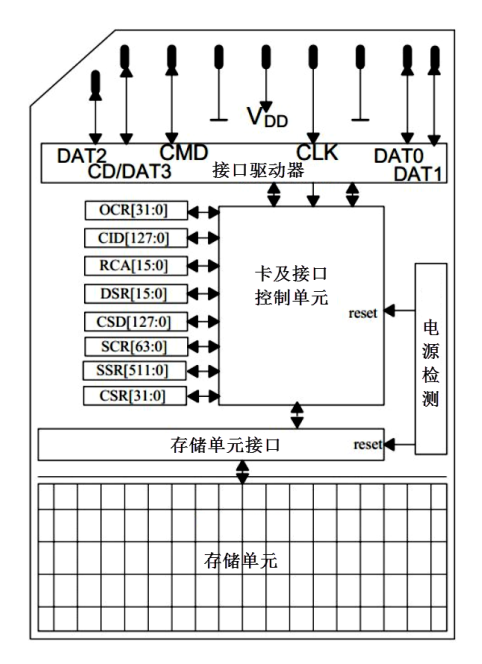 VDD
DAT2
CMD
CLK
DAT0
CD/DAT3
接口驱动器
DAT1
OCR[31:0]
CID[127:0]
RCA[15:0]
DSR[15:0]
CSD[127:0]
SCR[63:0]
SSR[511:0]
CSR[31:0]
卡及接口
控制单元
reset
电
源
检
测
存储单元接口
reset
存储单元